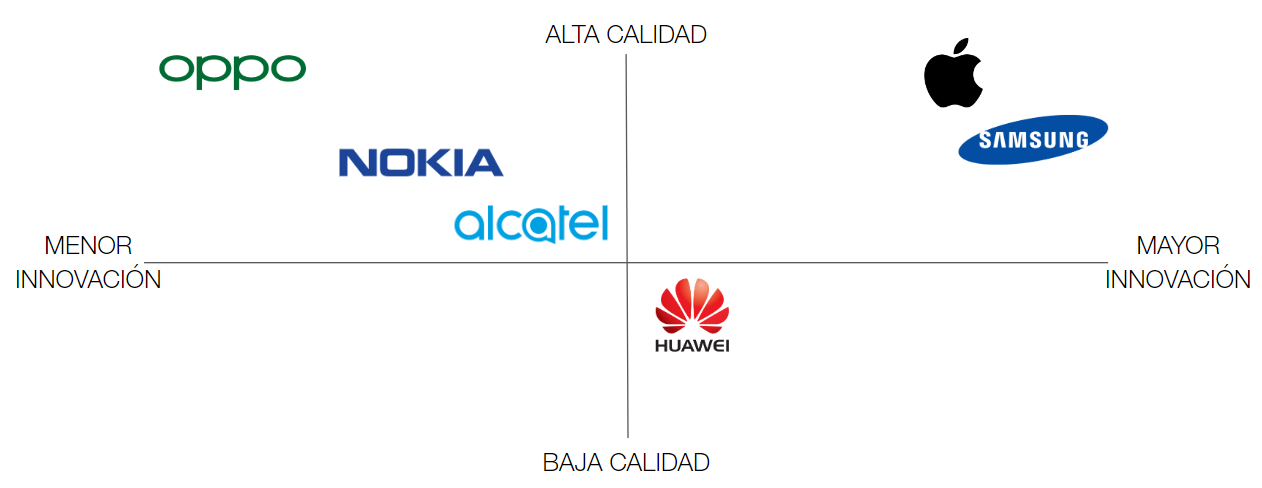 ALTA CALIDAD
oppo
SAMSUNG
NOKIA
alcatel
MENOR
INNOVACIÓN
MAYOR
INNOVACIÓN
HUAWEI
BAJA CALIDAD